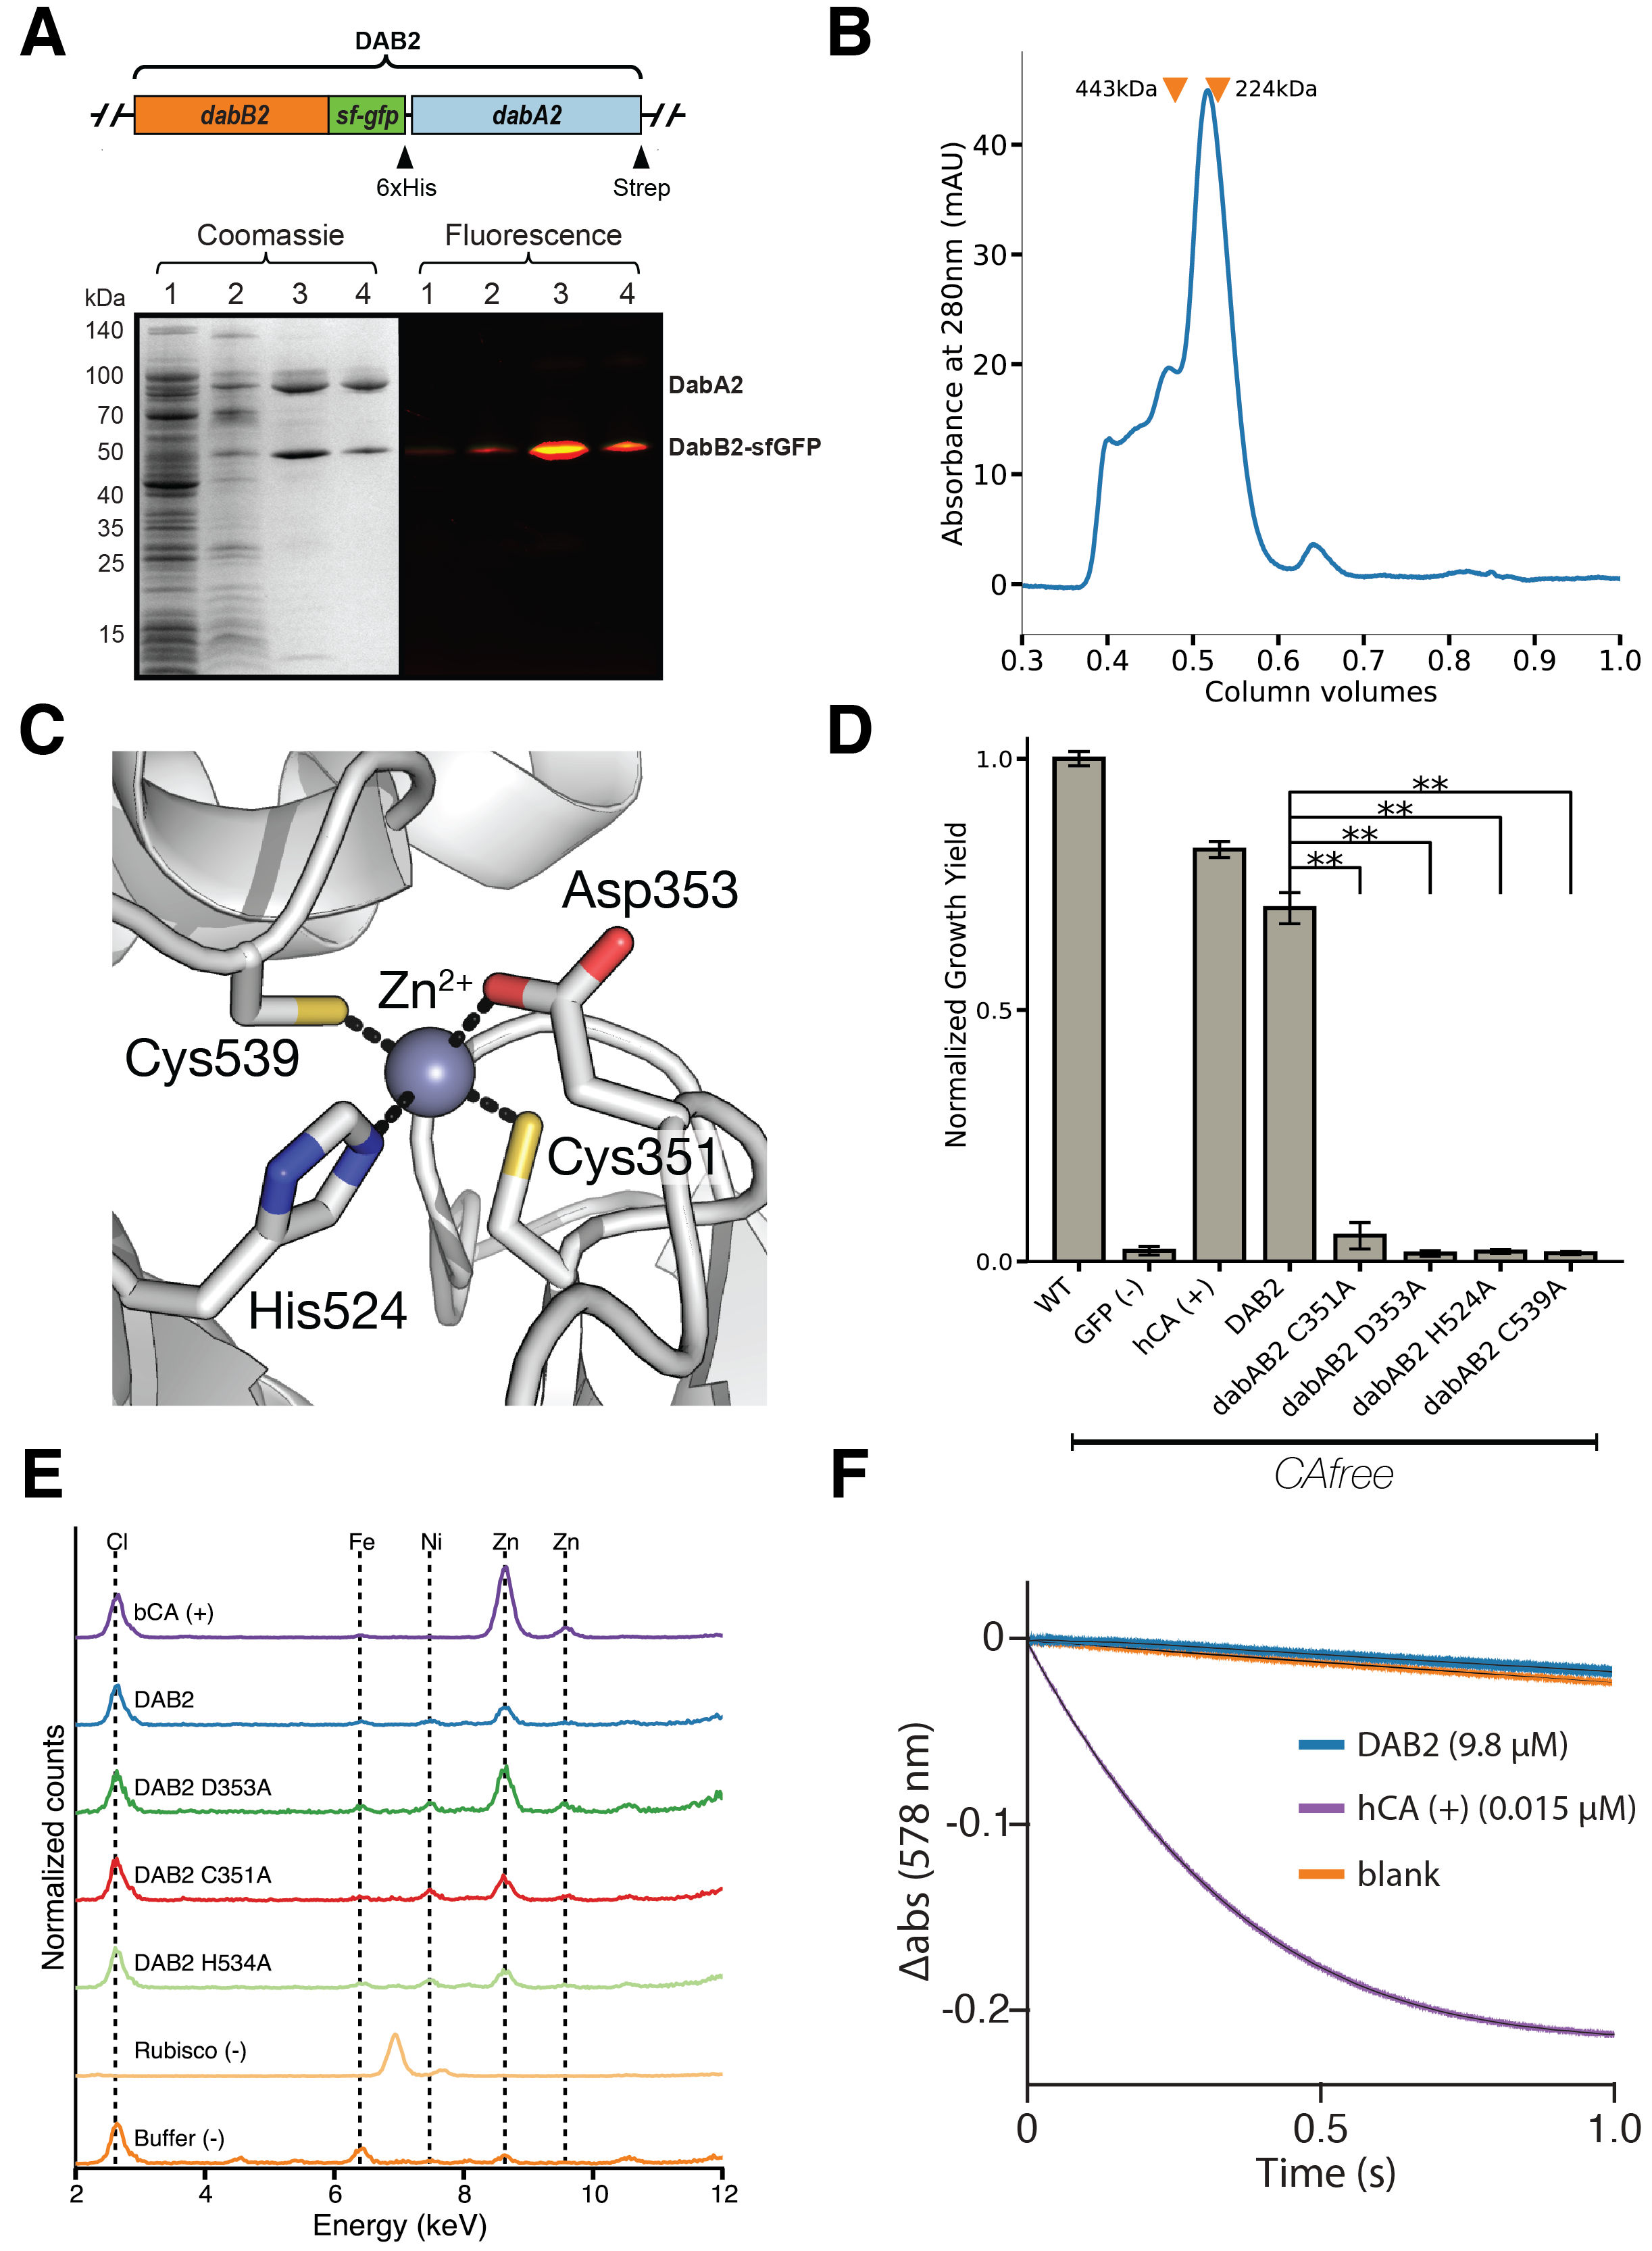 A
DAB2
dabB2 sf-gfp dabA2
6xHis Strep
Coomassie Fluorescence
kDa 1 2 3 4 1 2 3 4
140
100
70
50
40
35
25
15
DabA2
DabB2-sfGFP
B
443kDa 224kDa
Absorbance at 280nm (mAU)
40
30
20
10
0
0.3 0.4 0.5 0.6 0.7 0.8 0.9 1.0
Column volumes
C
Asp353
Zn2+
Cys539
Cys351
His524
D
Normalized Growth Yield
1.0
0.5
0.0
**
**
**
**
WT
GFP (-)
hCA (+)
DAB2
dabAB2 C351A
dabAB2 D353A
dabAB2 H524A
dabAB2 C539A
CAfree
E
Normalized counts
Cl Fe Ni Zn Zn
bCA (+)
DAB2
DAB2 D353A
DAB2 C351A
DAB2 H534A
Rubisco (-)
Buffer (-)
2 4 6 8 10 12
Energy (keV)
F
Δabs (578 nm)
0
-0.1
-0.2
DAB2 (9.8 μM)
hCA (+) (0.015 μM)
blank
0 0.5 1.0
Time (s)